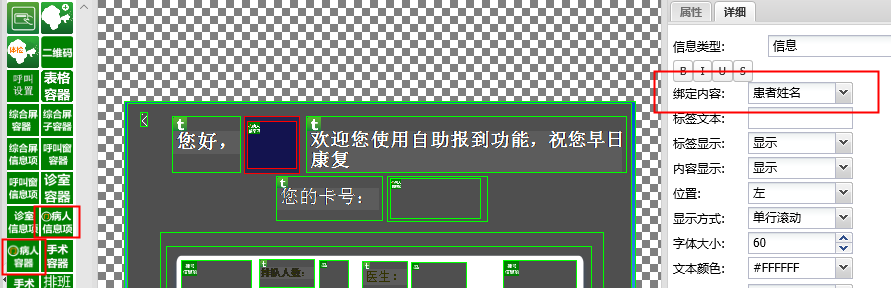 体检
二维码
呼叫
设置
表格
容器
综合屏
容器
综合屏
子容器
综合屏
信息项
呼叫窗
容器
呼叫窗
信息项
诊室
容器
诊室
信息项
病人
信息项
病人
容器
手术
容器
手术
排班
t
您好，
t
欢迎您使用自助报到功能，祝您早日
康复
t
您的卡号：
t
排队人数：
t
医生：
属性
详细
信息类型：
信息
B I U S
绑定内容：
患者姓名
标签文本：
标签显示：
显示
内容显示：
显示
位置：
左
显示方式：
单行滚动
字体大小：
60
文本颜色：
#FFFFFF